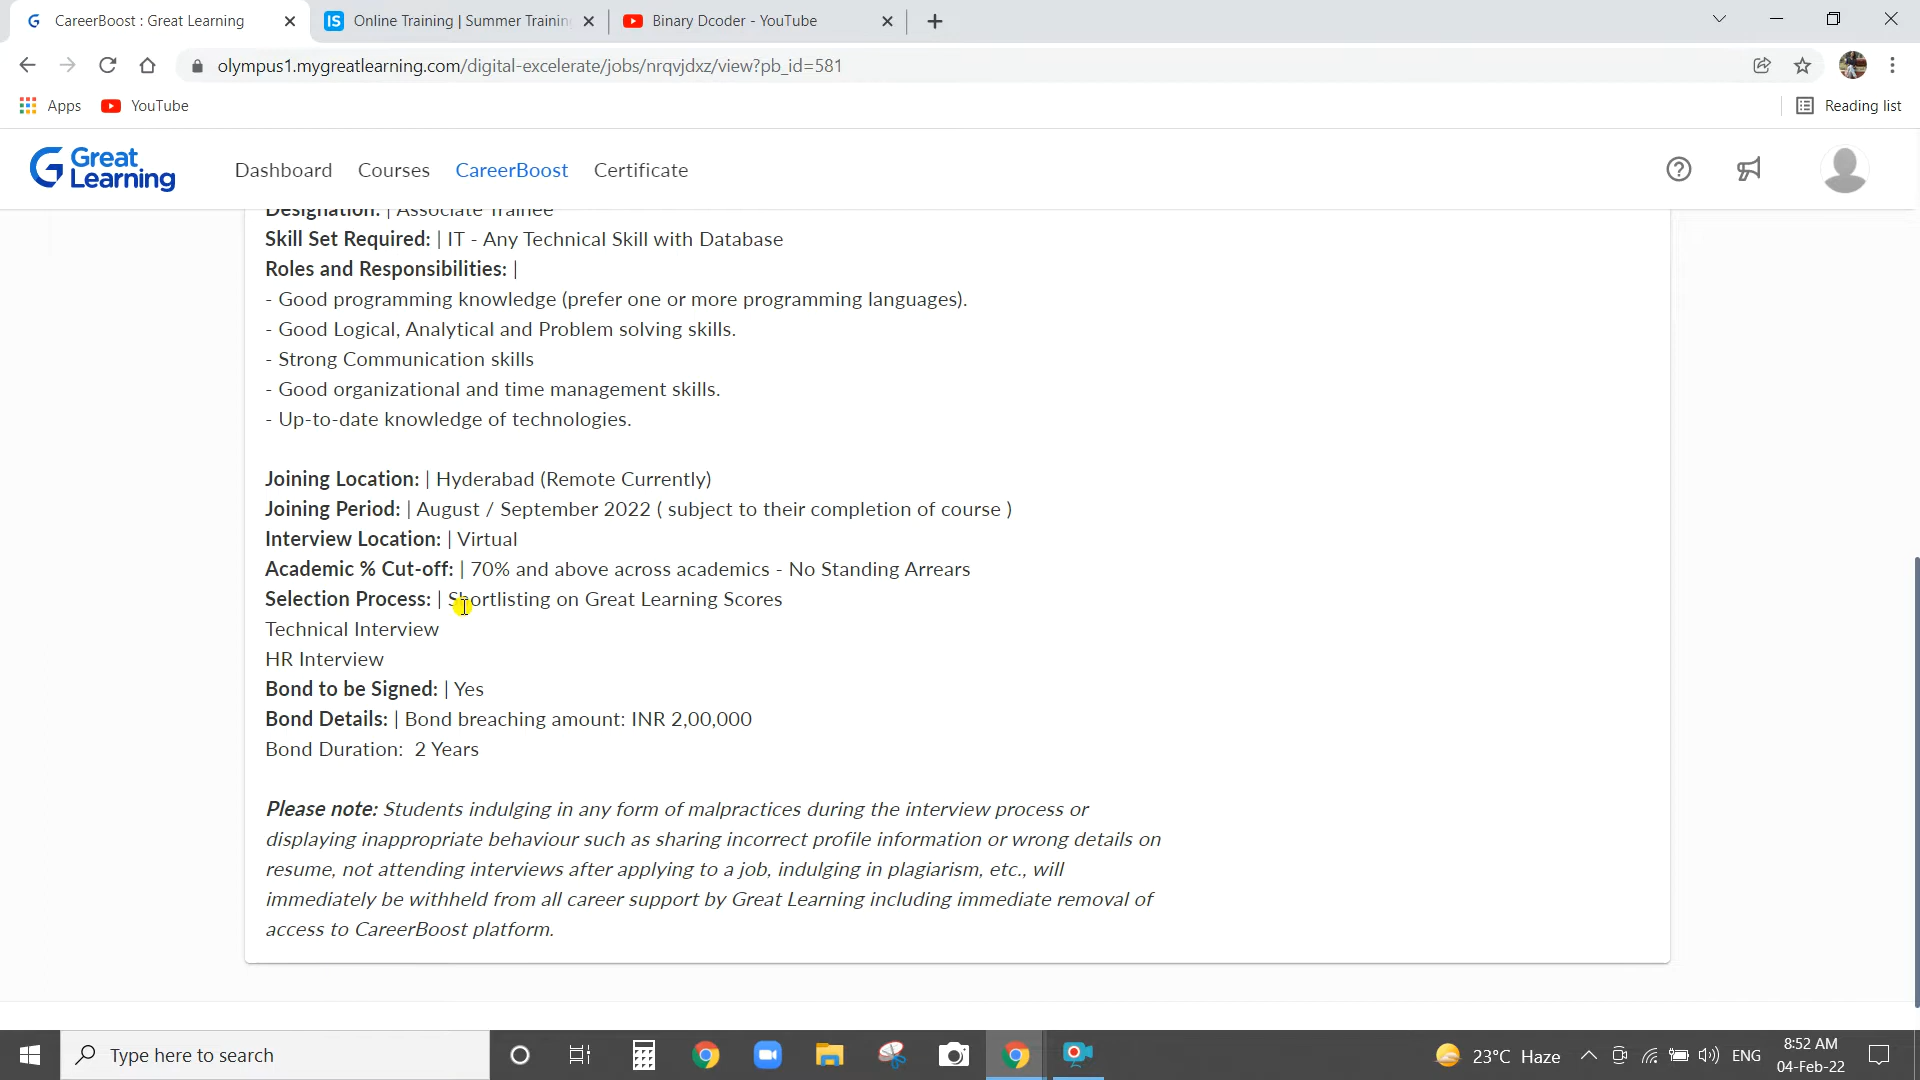 CareerBoost : Great Learning
IS Online Training | Summer Trainin
Binary Dcoder - YouTube
olympus1.mygreatlearning.com/digital-excelerate/jobs/nrqvjdxz/view?pb_id=581
Apps YouTube Reading list
Great Learning Dashboard Courses CareerBoost Certificate
Designation: | Associate Trainee
Skill Set Required: | IT - Any Technical Skill with Database
Roles and Responsibilities: |
- Good programming knowledge (prefer one or more programming languages).
- Good Logical, Analytical and Problem solving skills.
- Strong Communication skills
- Good organizational and time management skills.
- Up-to-date knowledge of technologies.
Joining Location: | Hyderabad (Remote Currently)
Joining Period: | August / September 2022 ( subject to their completion of course )
Interview Location: | Virtual
Academic % Cut-off: | 70% and above across academics - No Standing Arrears
Selection Process: | Shortlisting on Great Learning Scores
Technical Interview
HR Interview
Bond to be Signed: | Yes
Bond Details: | Bond breaching amount: INR 2,00,000
Bond Duration: 2 Years
Please note: Students indulging in any form of malpractices during the interview process or
displaying inappropriate behaviour such as sharing incorrect profile information or wrong details on
resume, not attending interviews after applying to a job, indulging in plagiarism, etc., will
immediately be withheld from all career support by Great Learning including immediate removal of
access to CareerBoost platform.
Type here to search
23°C Haze
ENG
8:52 AM
04-Feb-22